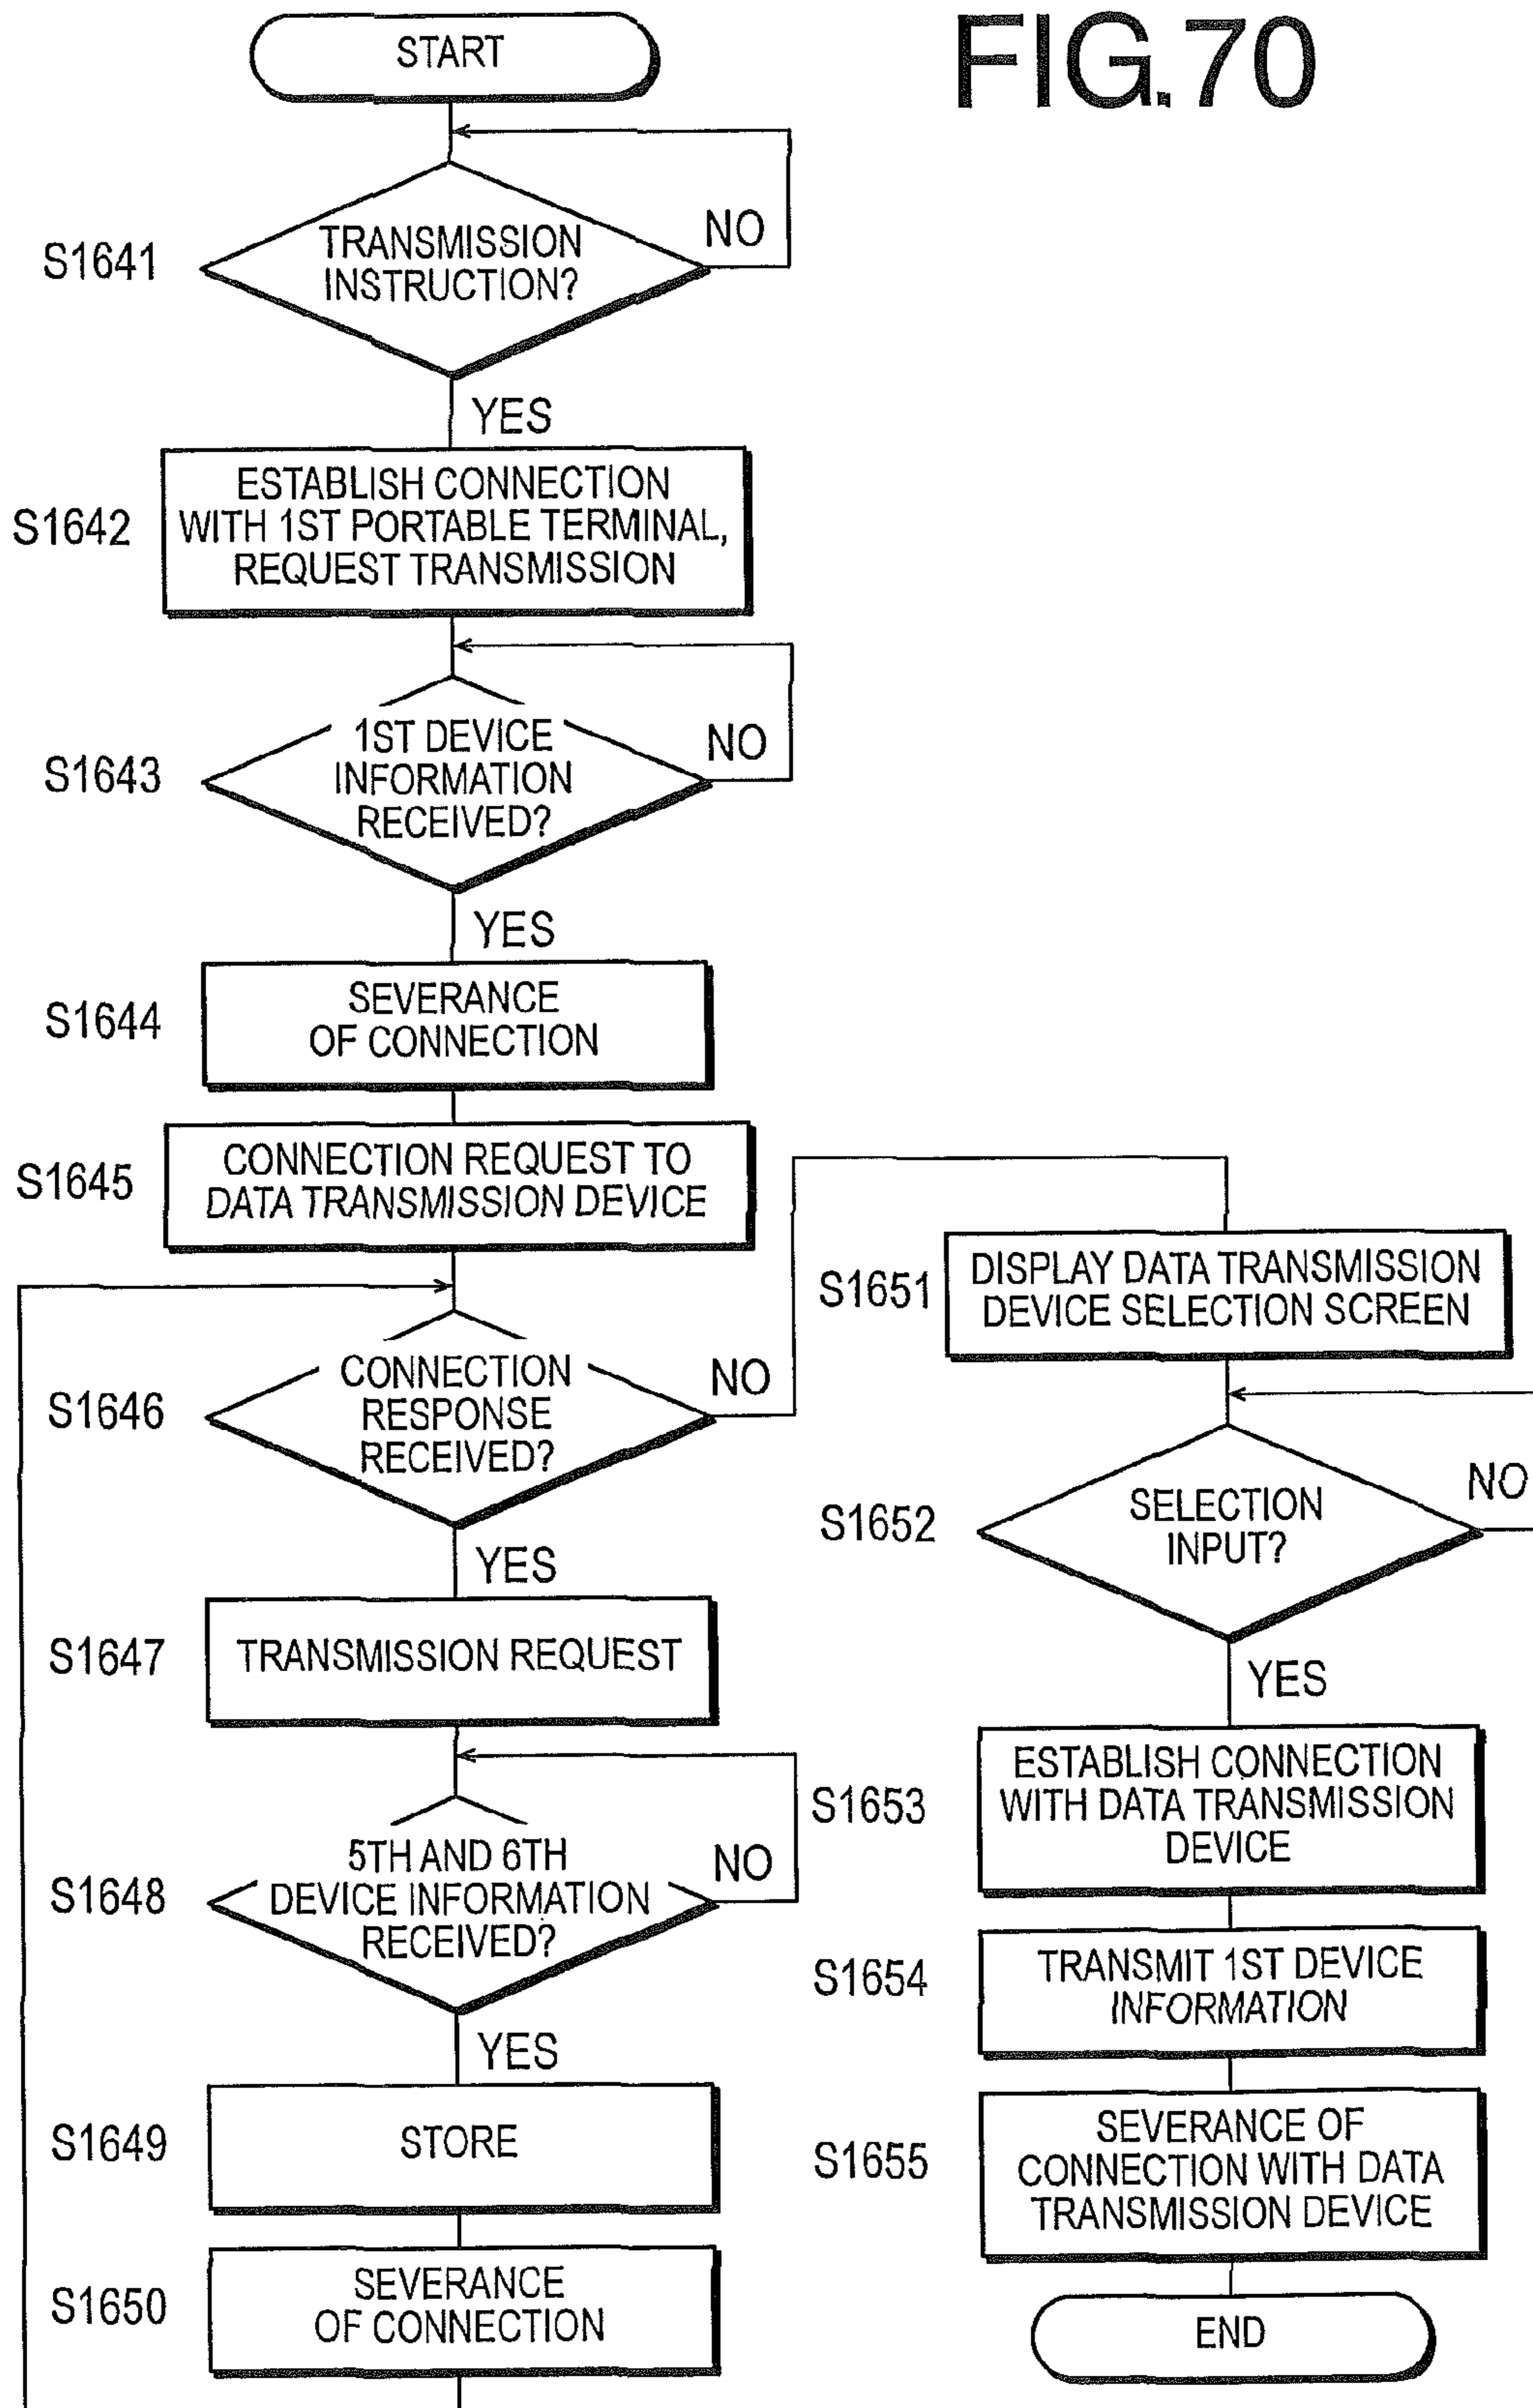 FIG.70
START
S1641
TRANSMISSION
INSTRUCTION?
NO
YES
S1642
ESTABLISH CONNECTION
WITH 1ST PORTABLE TERMINAL,
REQUEST TRANSMISSION
S1643
1ST DEVICE
INFORMATION
RECEIVED?
NO
YES
S1644
SEVERANCE
OF CONNECTION
S1645
CONNECTION REQUEST TO
DATA TRANSMISSION DEVICE
S1646
CONNECTION
RESPONSE
RECEIVED?
NO
YES
S1647
TRANSMISSION REQUEST
S1648
5TH AND 6TH
DEVICE INFORMATION
RECEIVED?
NO
YES
S1649
STORE
S1650
SEVERANCE
OF CONNECTION
S1651
DISPLAY DATA TRANSMISSION
DEVICE SELECTION SCREEN
S1652
SELECTION
INPUT?
NO
YES
S1653
ESTABLISH CONNECTION
WITH DATA TRANSMISSION
DEVICE
S1654
TRANSMIT 1ST DEVICE
INFORMATION
S1655
SEVERANCE OF
CONNECTION WITH DATA
TRANSMISSION DEVICE
END